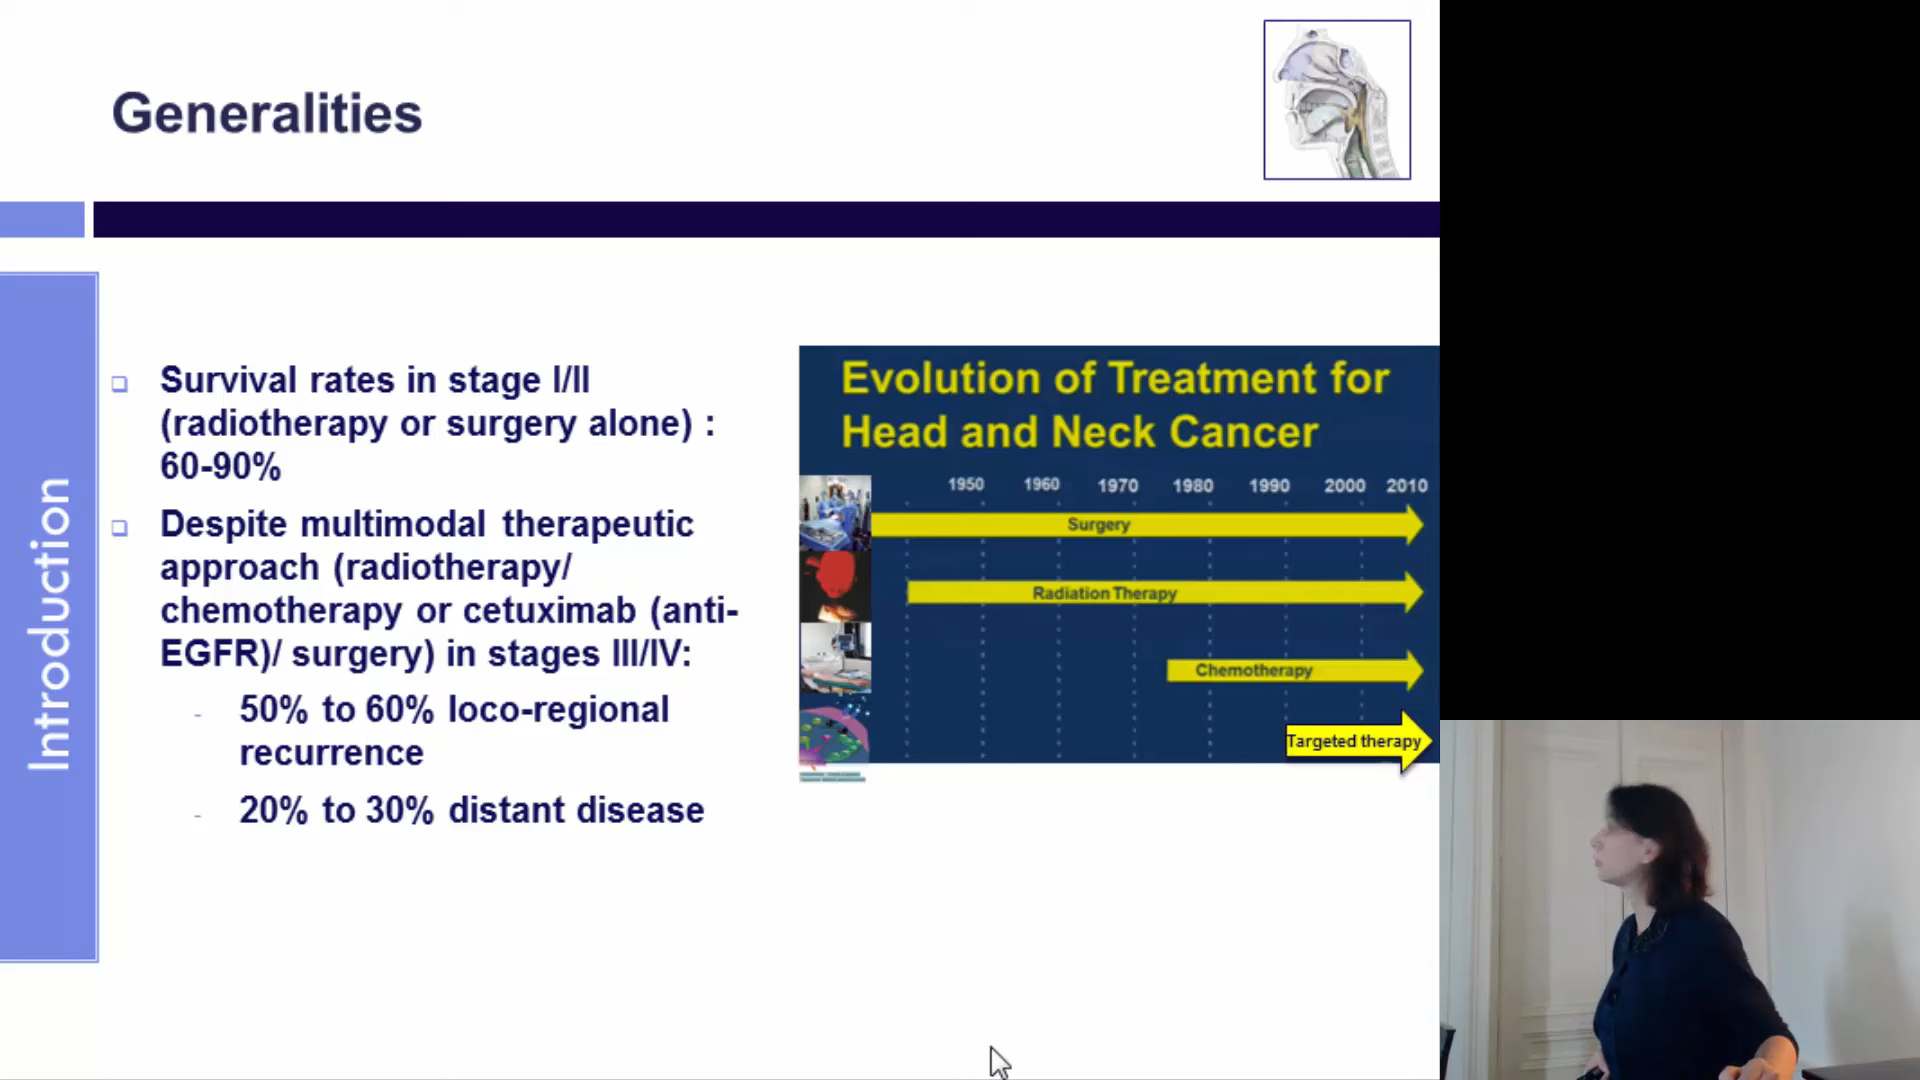 Generalities
Introduction
Survival rates in stage I/II
(radiotherapy or surgery alone) :
60-90%
Despite multimodal therapeutic
approach (radiotherapy/
chemotherapy or cetuximab (anti-
EGFR)/ surgery) in stages III/IV:
- 50% to 60% loco-regional
recurrence
- 20% to 30% distant disease
Evolution of Treatment for
Head and Neck Cancer
1950 1960 1970 1980 1990 2000 2010
Surgery
Radiation Therapy
Chemotherapy
Targeted therapy